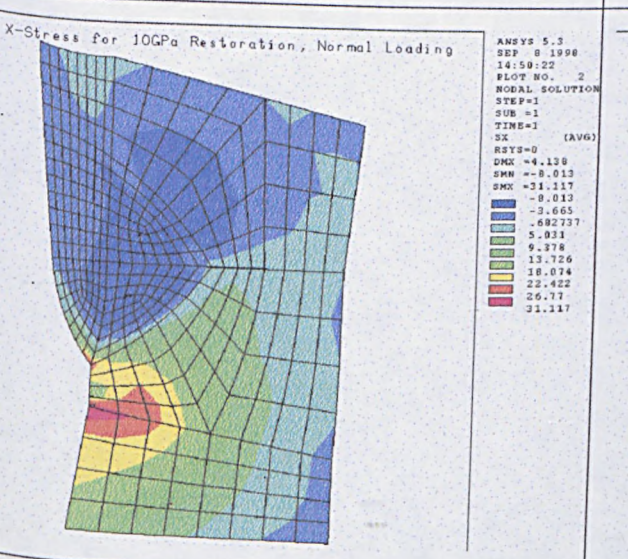 X-Stress for 10GPa Restoration, Normal Loading
ANSYS 5.3
SEP 8 1998
14:50:22
PLOT NO. 2
NODAL SOLUTION
STEP=1
SUB =1
TIME=1
SX (AVG)
RSYS=0
DMX =4.138
SMN =-8.013
SMX =31.117
-8.013
-3.665
.682737
5.031
9.378
13.726
18.074
22.422
26.77
31.117